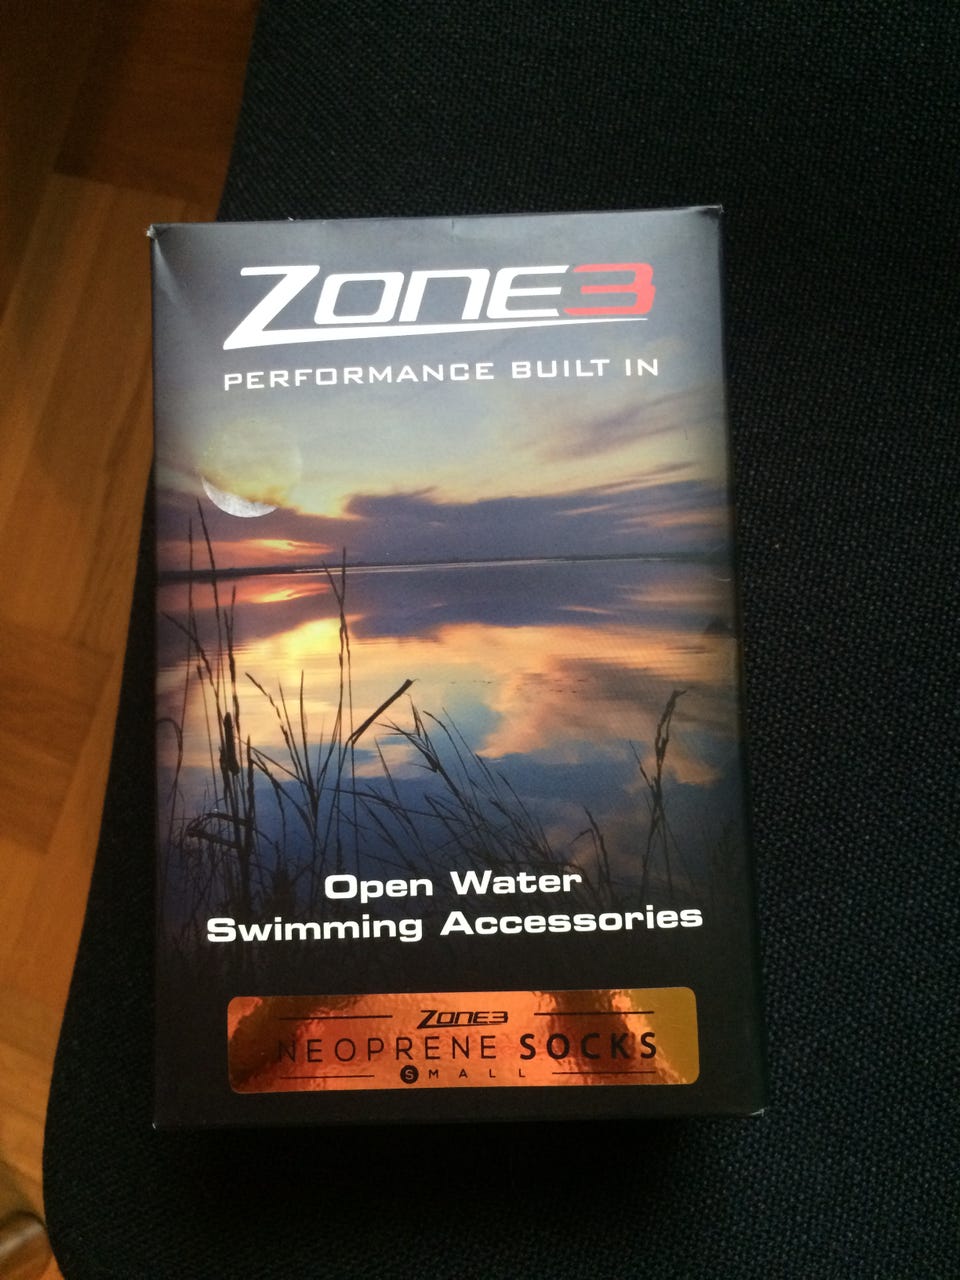 ZONE3
PERFORMANCE BUILT IN
Open Water
Swimming Accessories
ZONE3
NEOPRENE SOCKS
SMALL